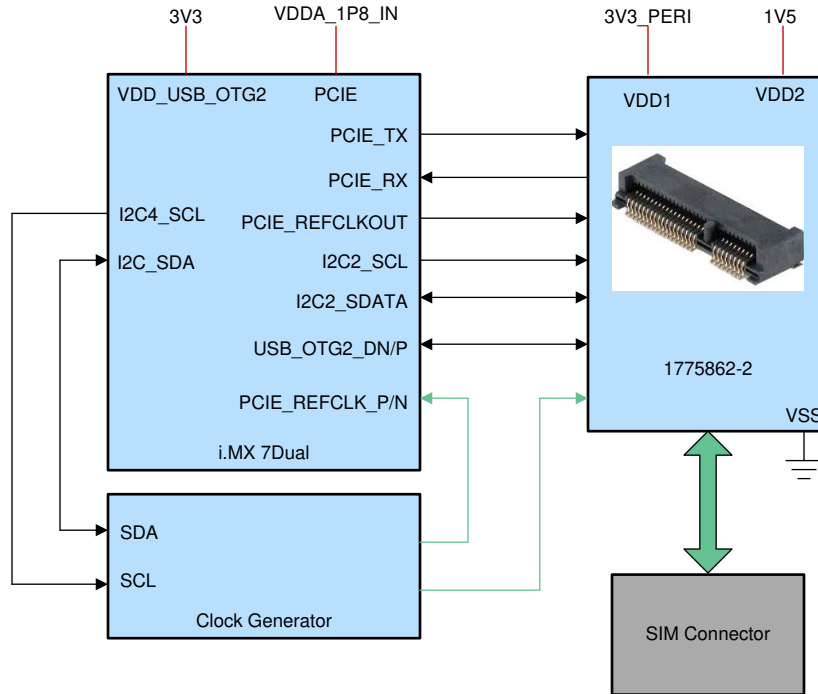 3V3
VDDA_1P8_IN
3V3_PERI
1V5
VDD_USB_OTG2
PCIE
VDD1
VDD2
PCIE_TX
PCIE_RX
I2C4_SCL
PCIE_REFCLKOUT
I2C_SDA
I2C2_SCL
I2C2_SDATA
USB_OTG2_DN/P
1775862-2
PCIE_REFCLK_P/N
VSS
i.MX 7Dual
SDA
SCL
Clock Generator
SIM Connector